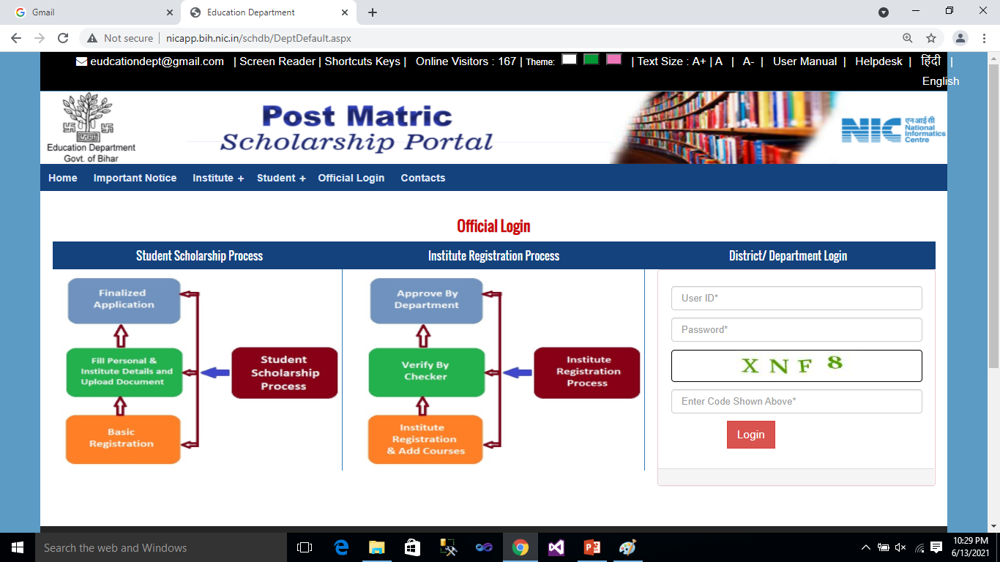 Gmail
Education Department
Not secure | nicapp.bih.nic.in/schdb/DeptDefault.aspx
eudcationdept@gmail.com | Screen Reader | Shortcuts Keys | Online Visitors : 167 | Theme: | Text Size : A+ | A | A- | User Manual | Helpdesk | हिंदी |
English
Education Department
Govt. of Bihar
Post Matric
Scholarship Portal
NIC
एन आई सी
National
Informatics
Centre
Home Important Notice Institute + Student + Official Login Contacts
Official Login
Student Scholarship Process
Finalized
Application
Fill Personal &
Institute Details and
Upload Document
Basic
Registration
Student
Scholarship
Process
Institute Registration Process
Approve By
Department
Verify By
Checker
Institute
Registration
& Add Courses
Institute
Registration
Process
District/ Department Login
User ID*
Password*
X N F 8
Enter Code Shown Above*
Login
Search the web and Windows
10:29 PM
6/13/2021